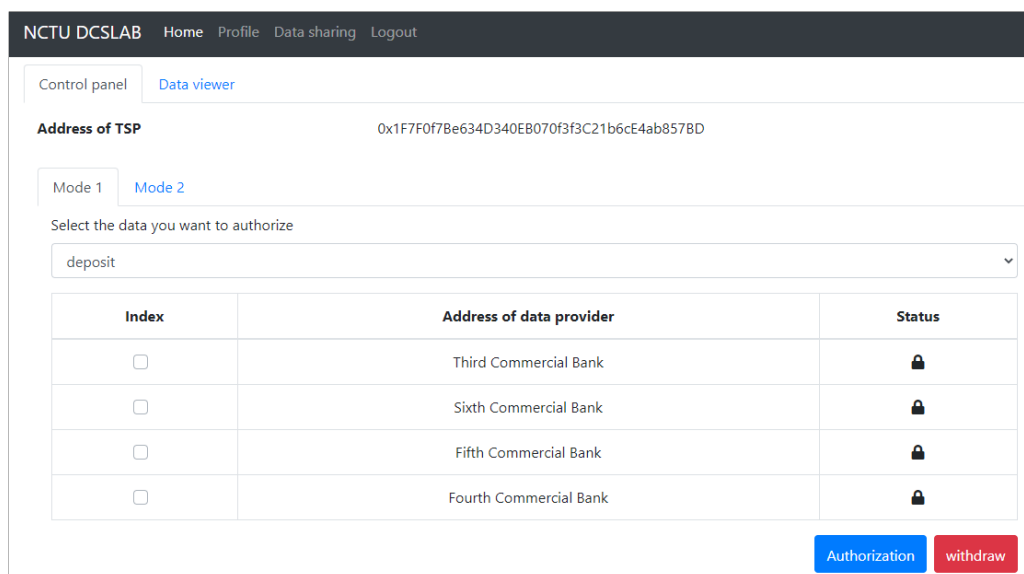 NCTU DCSLAB Home Profile Data sharing Logout
Control panel Data viewer
Address of TSP 0x1F7F0f7Be634D340EB070f3f3C21b6cE4ab857BD
Mode 1 Mode 2
Select the data you want to authorize
deposit
Index Address of data provider Status
Third Commercial Bank
Sixth Commercial Bank
Fifth Commercial Bank
Fourth Commercial Bank
Authorization withdraw